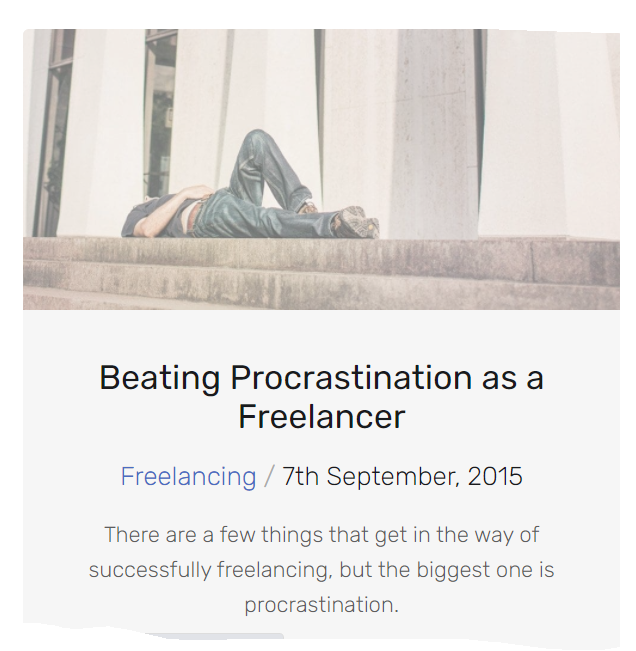 Beating Procrastination as a
Freelancer
Freelancing / 7th September, 2015
There are a few things that get in the way of
successfully freelancing, but the biggest one is
procrastination.